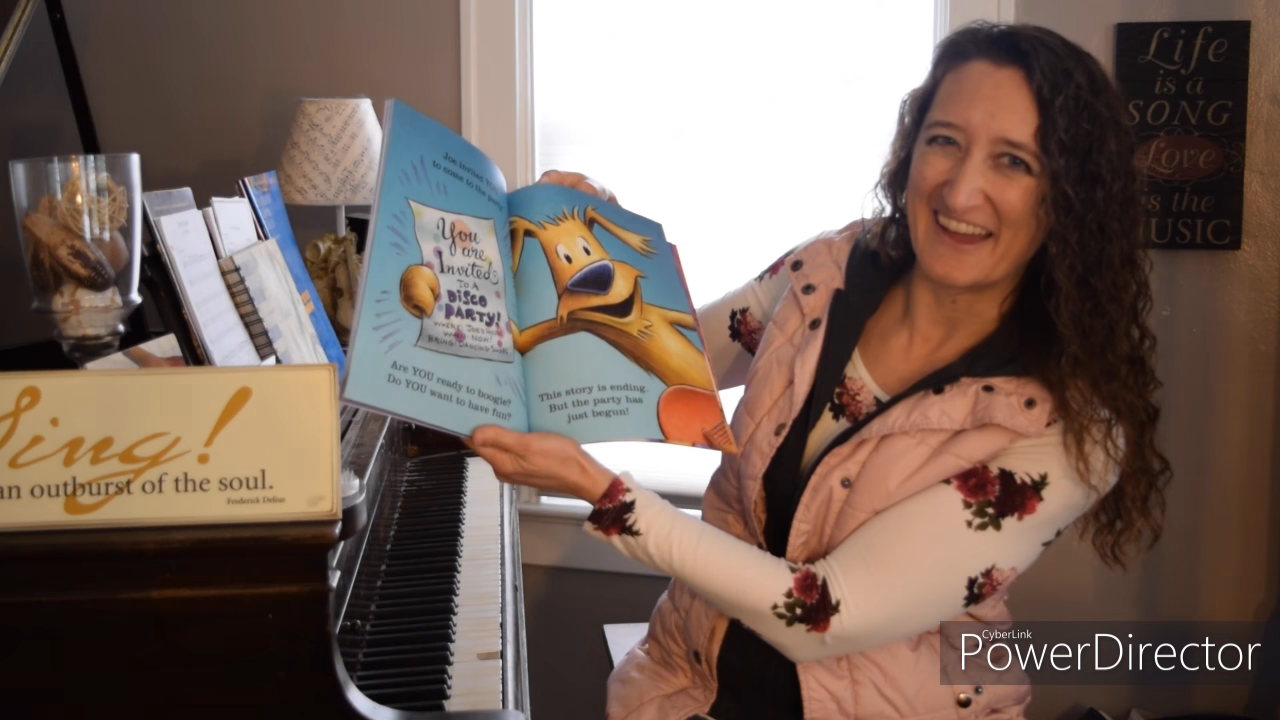 Joe invited YOU
to come to the party.
You
are
Invited
TO A
DISCO
PARTY!
Are YOU ready to boogie?
Do YOU want to have fun?
This story is ending.
But the party has
just begun!
Sing!
an outburst of the soul.
Frederick Delius
Life
is a
SONG
Love
is the
MUSIC
CyberLink
PowerDirector